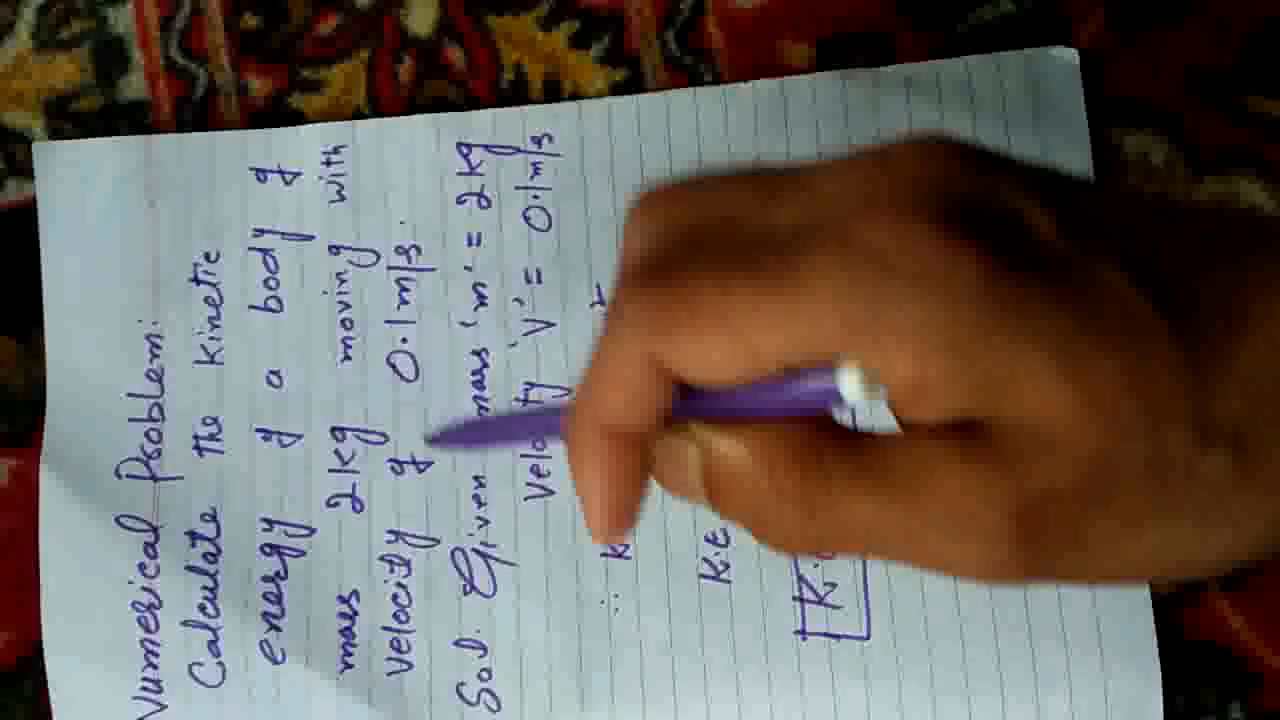 Numerical Problem:
Calculate the kinetic
energy of a body of
mass 2kg moving with
velocity of 0.1m/s.
Sol. Given mass 'm' = 2kg
Velocity 'V' = 0.1m/s
∴ K
K.E
K.